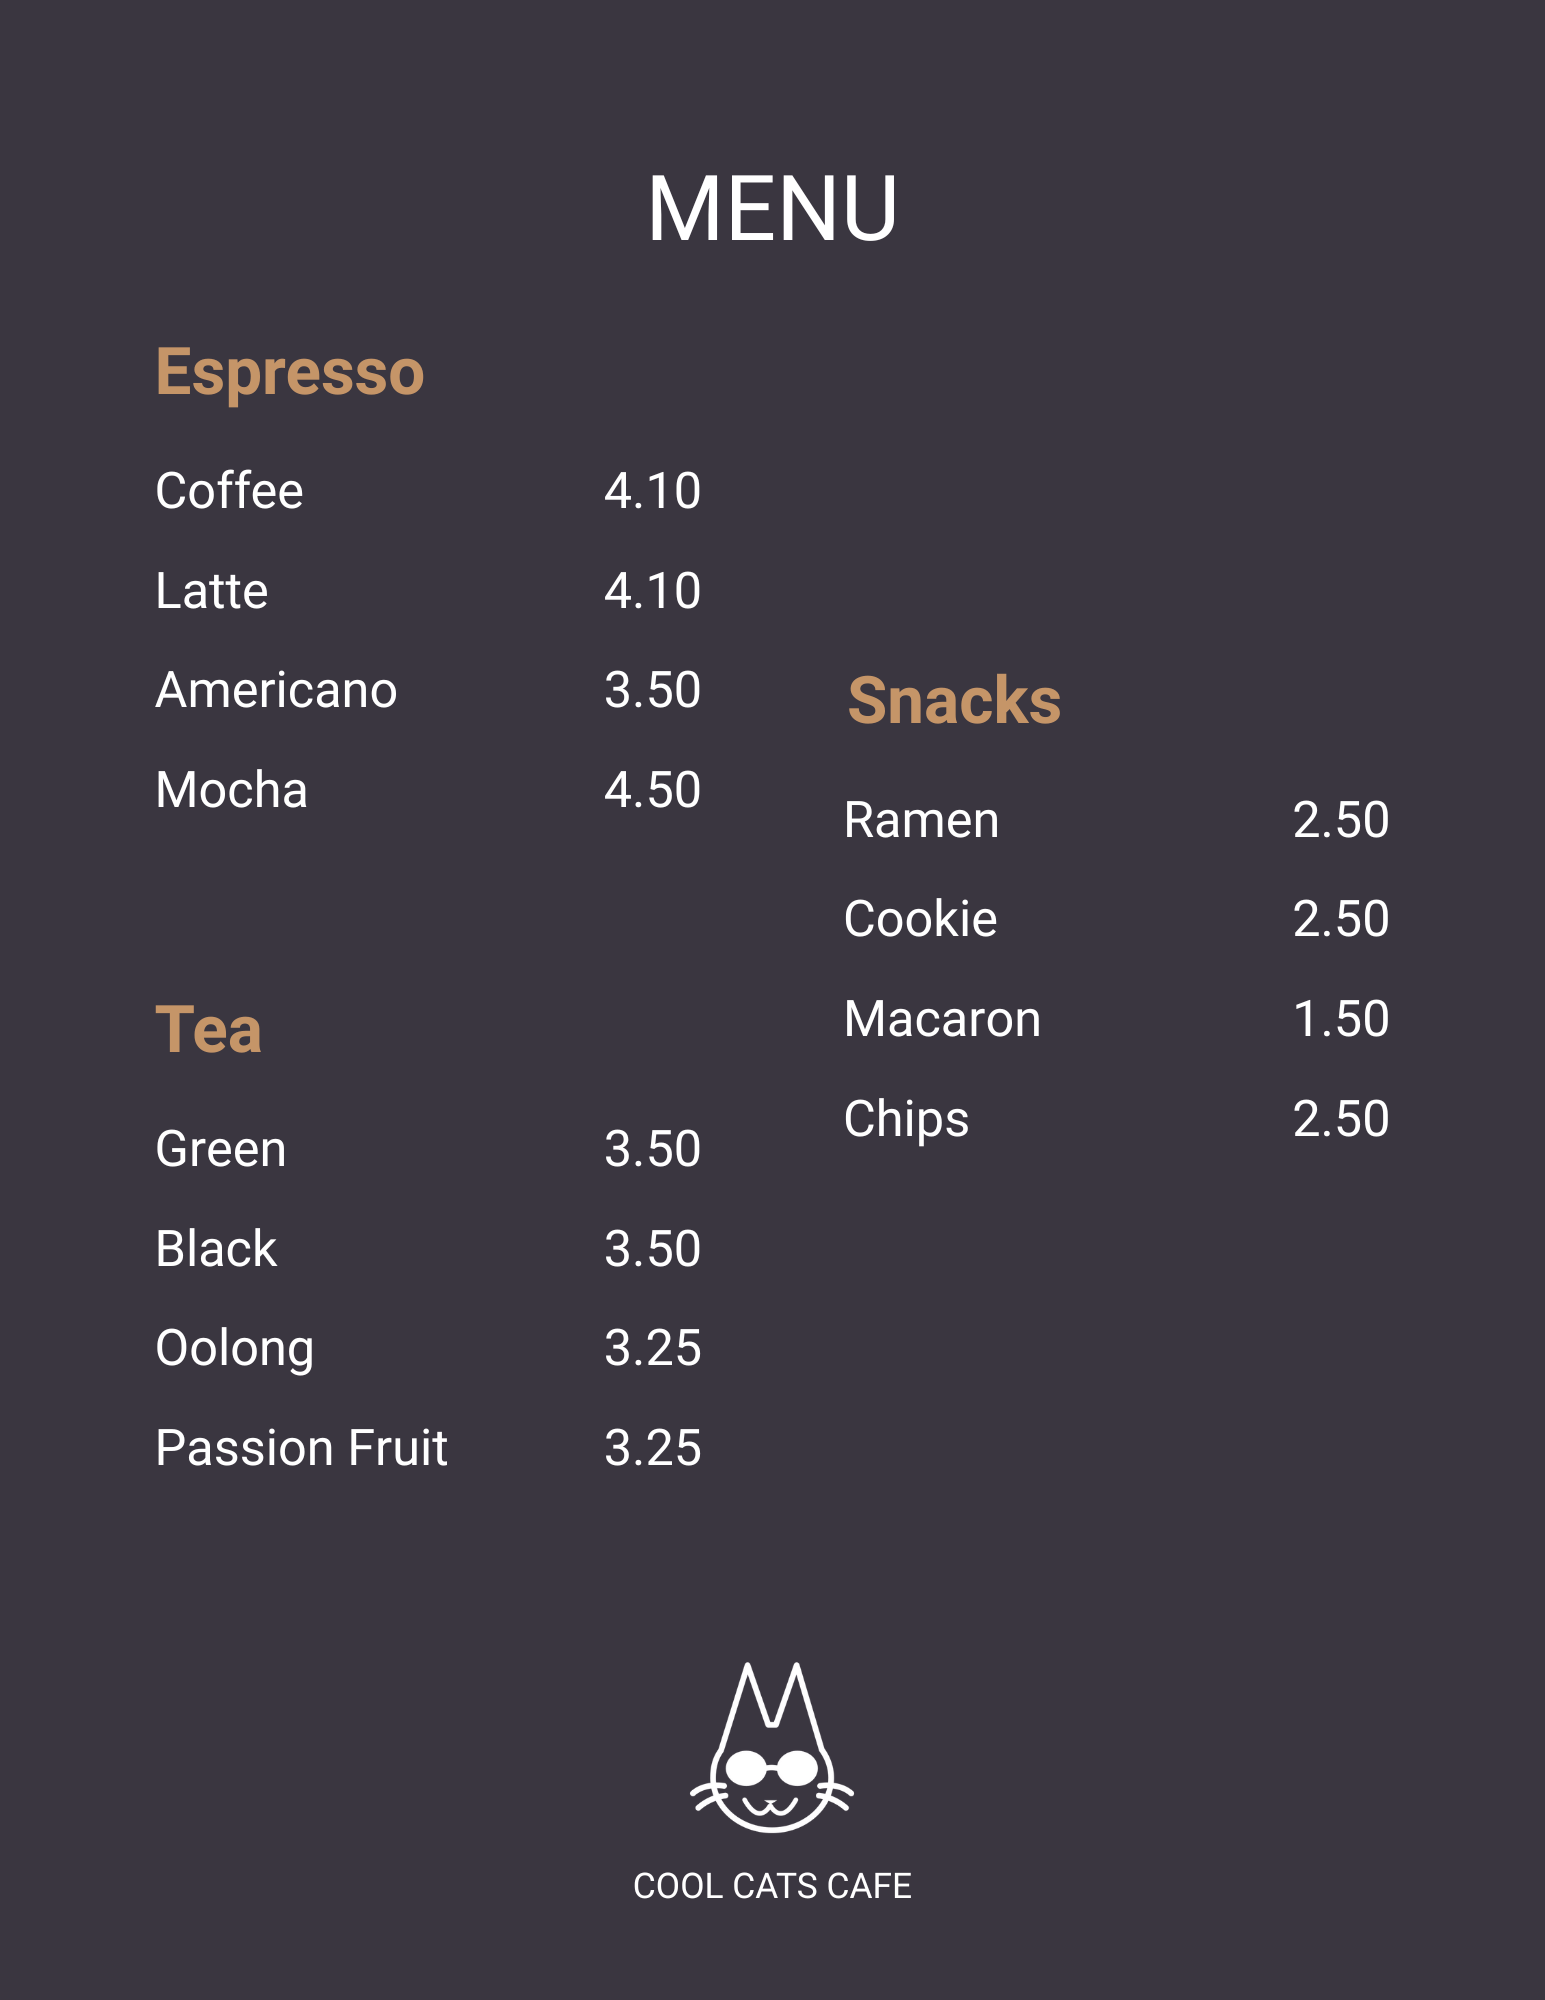 MENU
Espresso
Coffee 4.10
Latte 4.10
Americano 3.50
Mocha 4.50
Tea
Green 3.50
Black 3.50
Oolong 3.25
Passion Fruit 3.25
Snacks
Ramen 2.50
Cookie 2.50
Macaron 1.50
Chips 2.50
COOL CATS CAFE